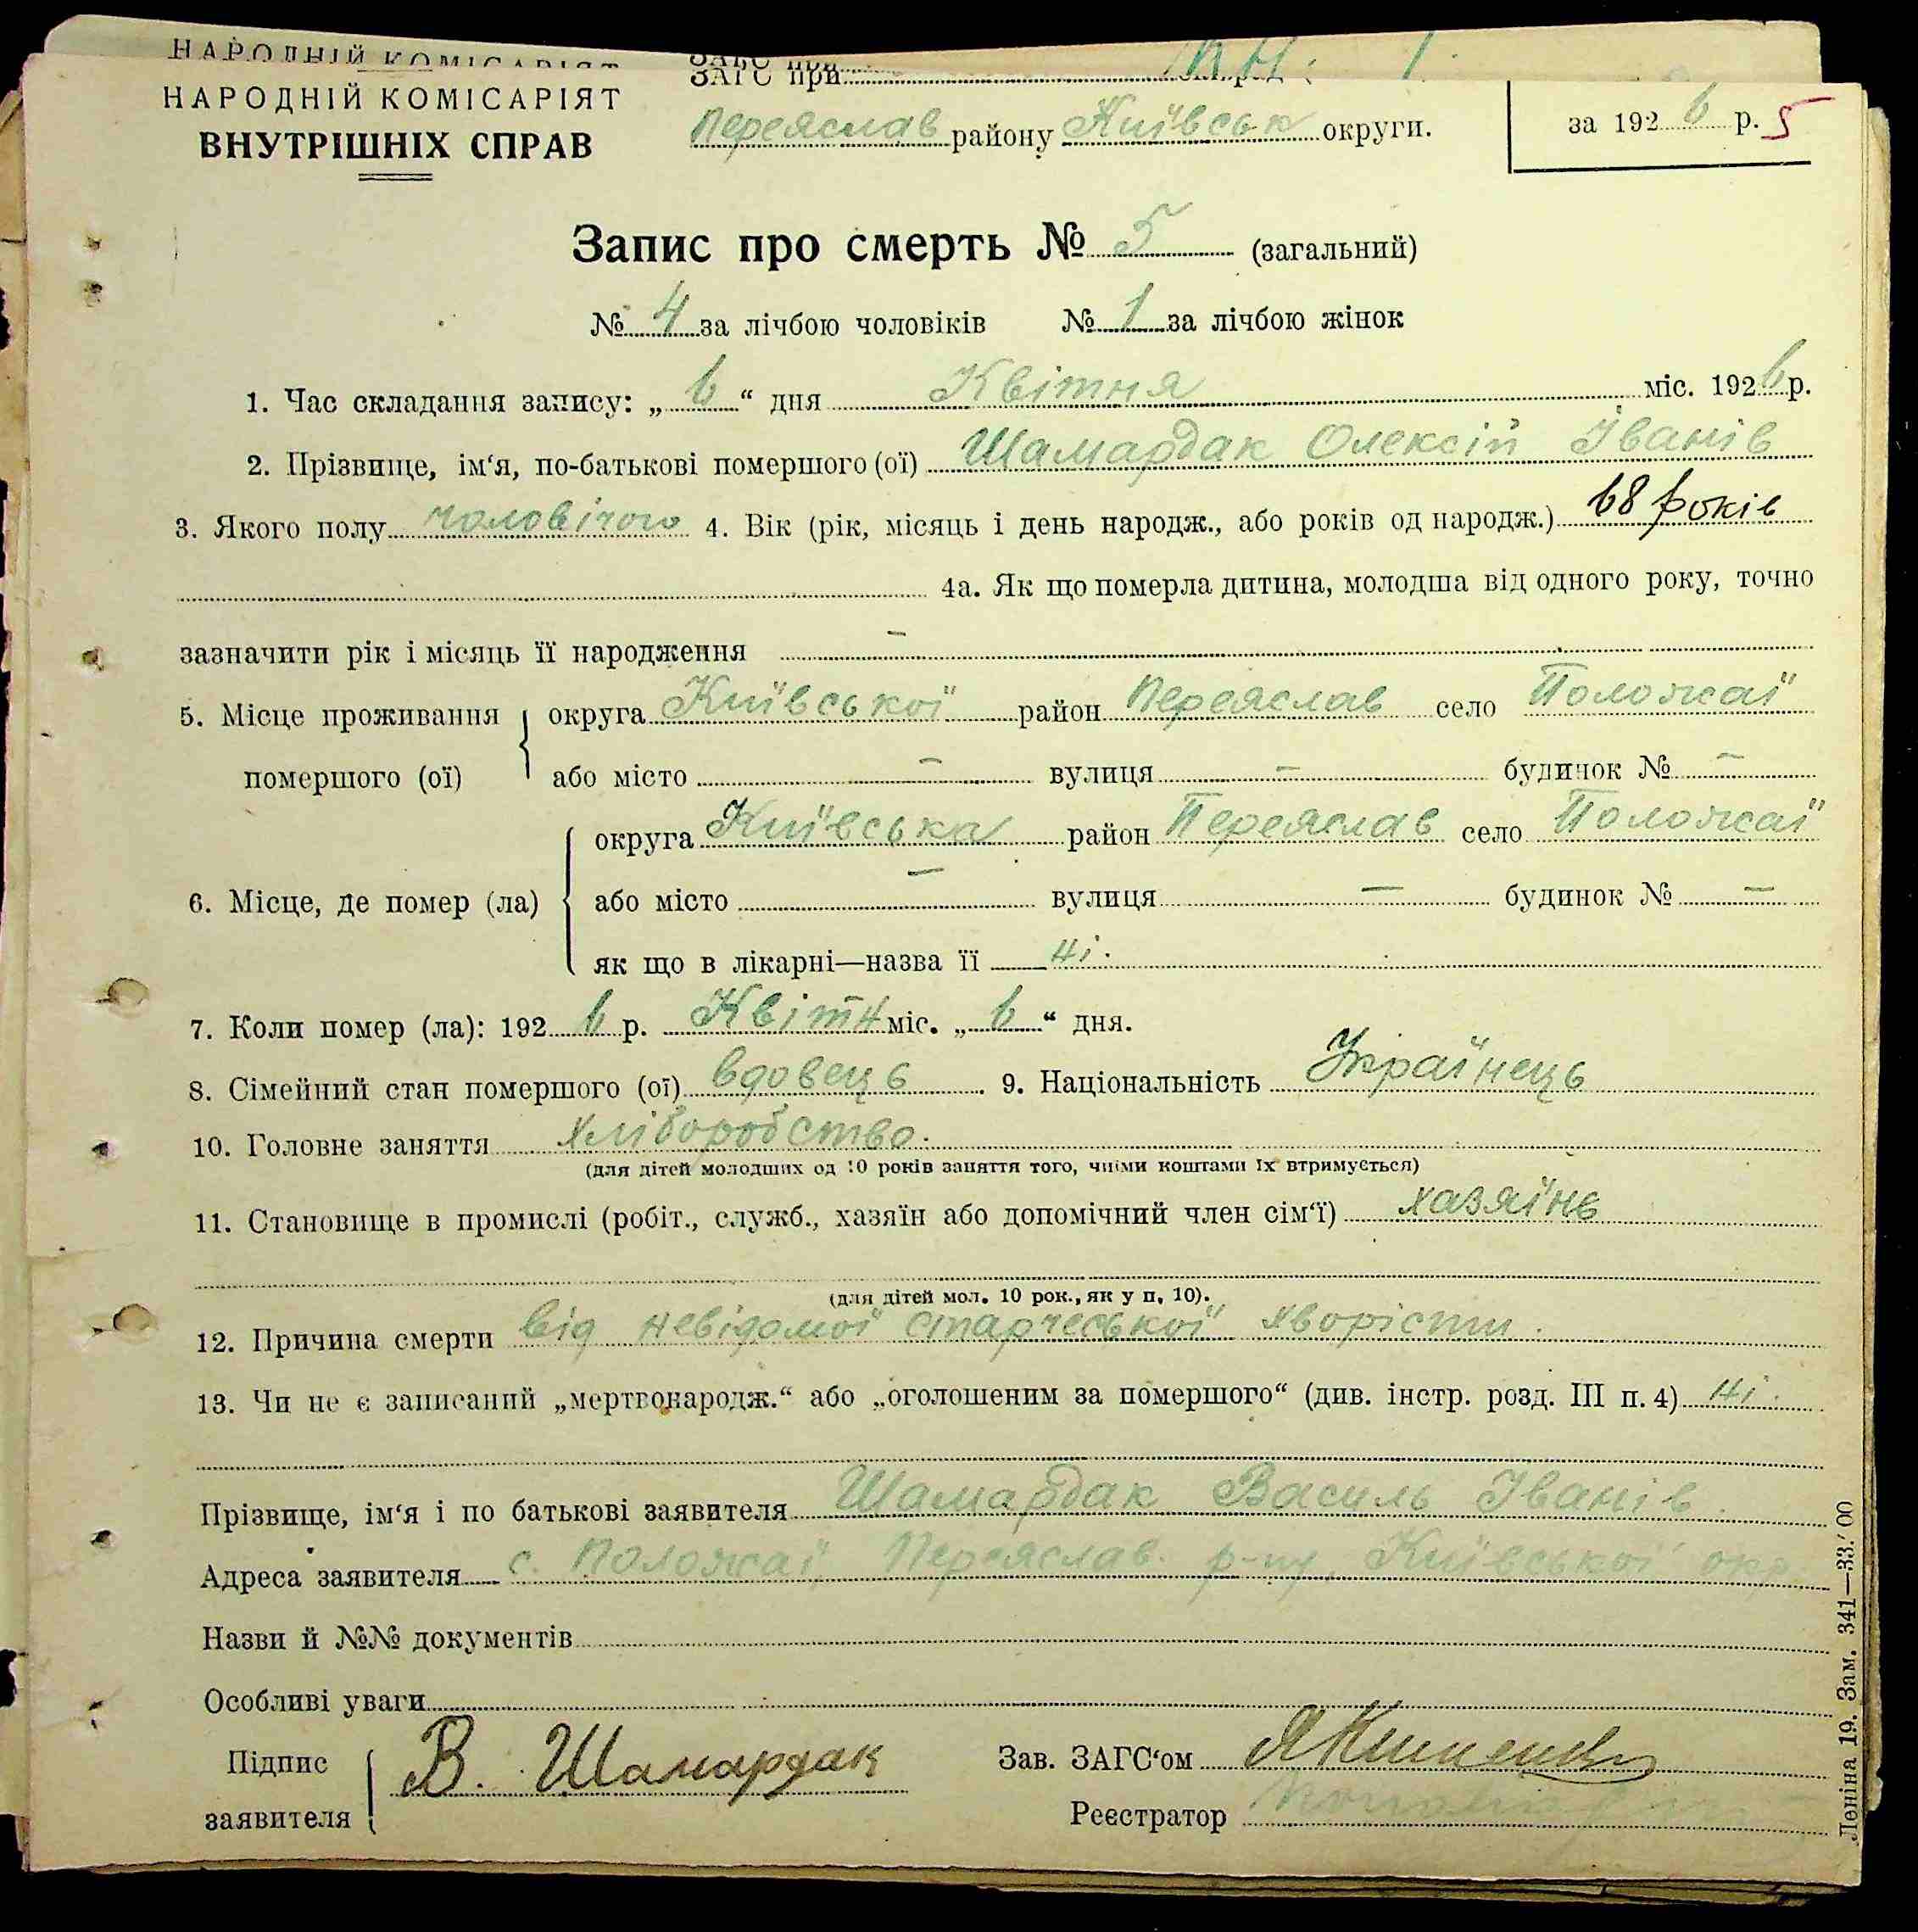 НАРОДНІЙ КОМІСАРІЯТ
ЗАГС при
НАРОДНІЙ КОМІСАРІЯТ
ВНУТРІШНІХ СПРАВ
Переяслав району Київськ округи.
за 1926 р. 5
Запис про смерть № 5 (загальний)
№ 4 за лічбою чоловіків № 1 за лічбою жінок
1. Час складання запису: „6“ дня Квітня міс. 1926 р.
2. Прізвище, ім‘я, по-батькові помершого (ої) Шамардак Олексій Іванів
3. Якого полу чоловічого 4. Вік (рік, місяць і день народж., або років од народж.) 68 років
4а. Як що померла дитина, молодша від одного року, точно
зазначити рік і місяць її народження –
5. Місце проживання округа Київської район Переяслав село Положаї
помершого (ої) або місто – вулиця – будинок № –
округа Київська район Переяслав село Положаї
6. Місце, де помер (ла) або місто – вулиця – будинок № –
як що в лікарні—назва її ні.
7. Коли помер (ла): 1926 р. Квітн міс. „6“ дня.
8. Сімейний стан помершого (ої) вдовець. 9. Національність Українець
10. Головне заняття хліборобство.
(для дітей молодших од 10 років заняття того, чиїми коштами їх втримується)
11. Становище в промислі (робіт., служб., хазяїн або допомічний член сім‘ї) хазяїнь
(для дітей мол. 10 рок., як у п. 10).
12. Причина смерти від невідомої старчеської хворісти.
13. Чи не є записаний „мертвонародж.“ або „оголошеним за помершого“ (див. інстр. розд. III п. 4) ні.
Прізвище, ім‘я і по батькові заявителя Шамардак Василь Іванів.
Адреса заявителя с. Положаї, Переяслав. р-ну, Київської окр.
Назви й №№ документів
Особливі уваги
Підпис заявителя В. Шамардак Зав. ЗАГС‘ом
Реєстратор
Леніна 19. Зам. 341—33.‘00